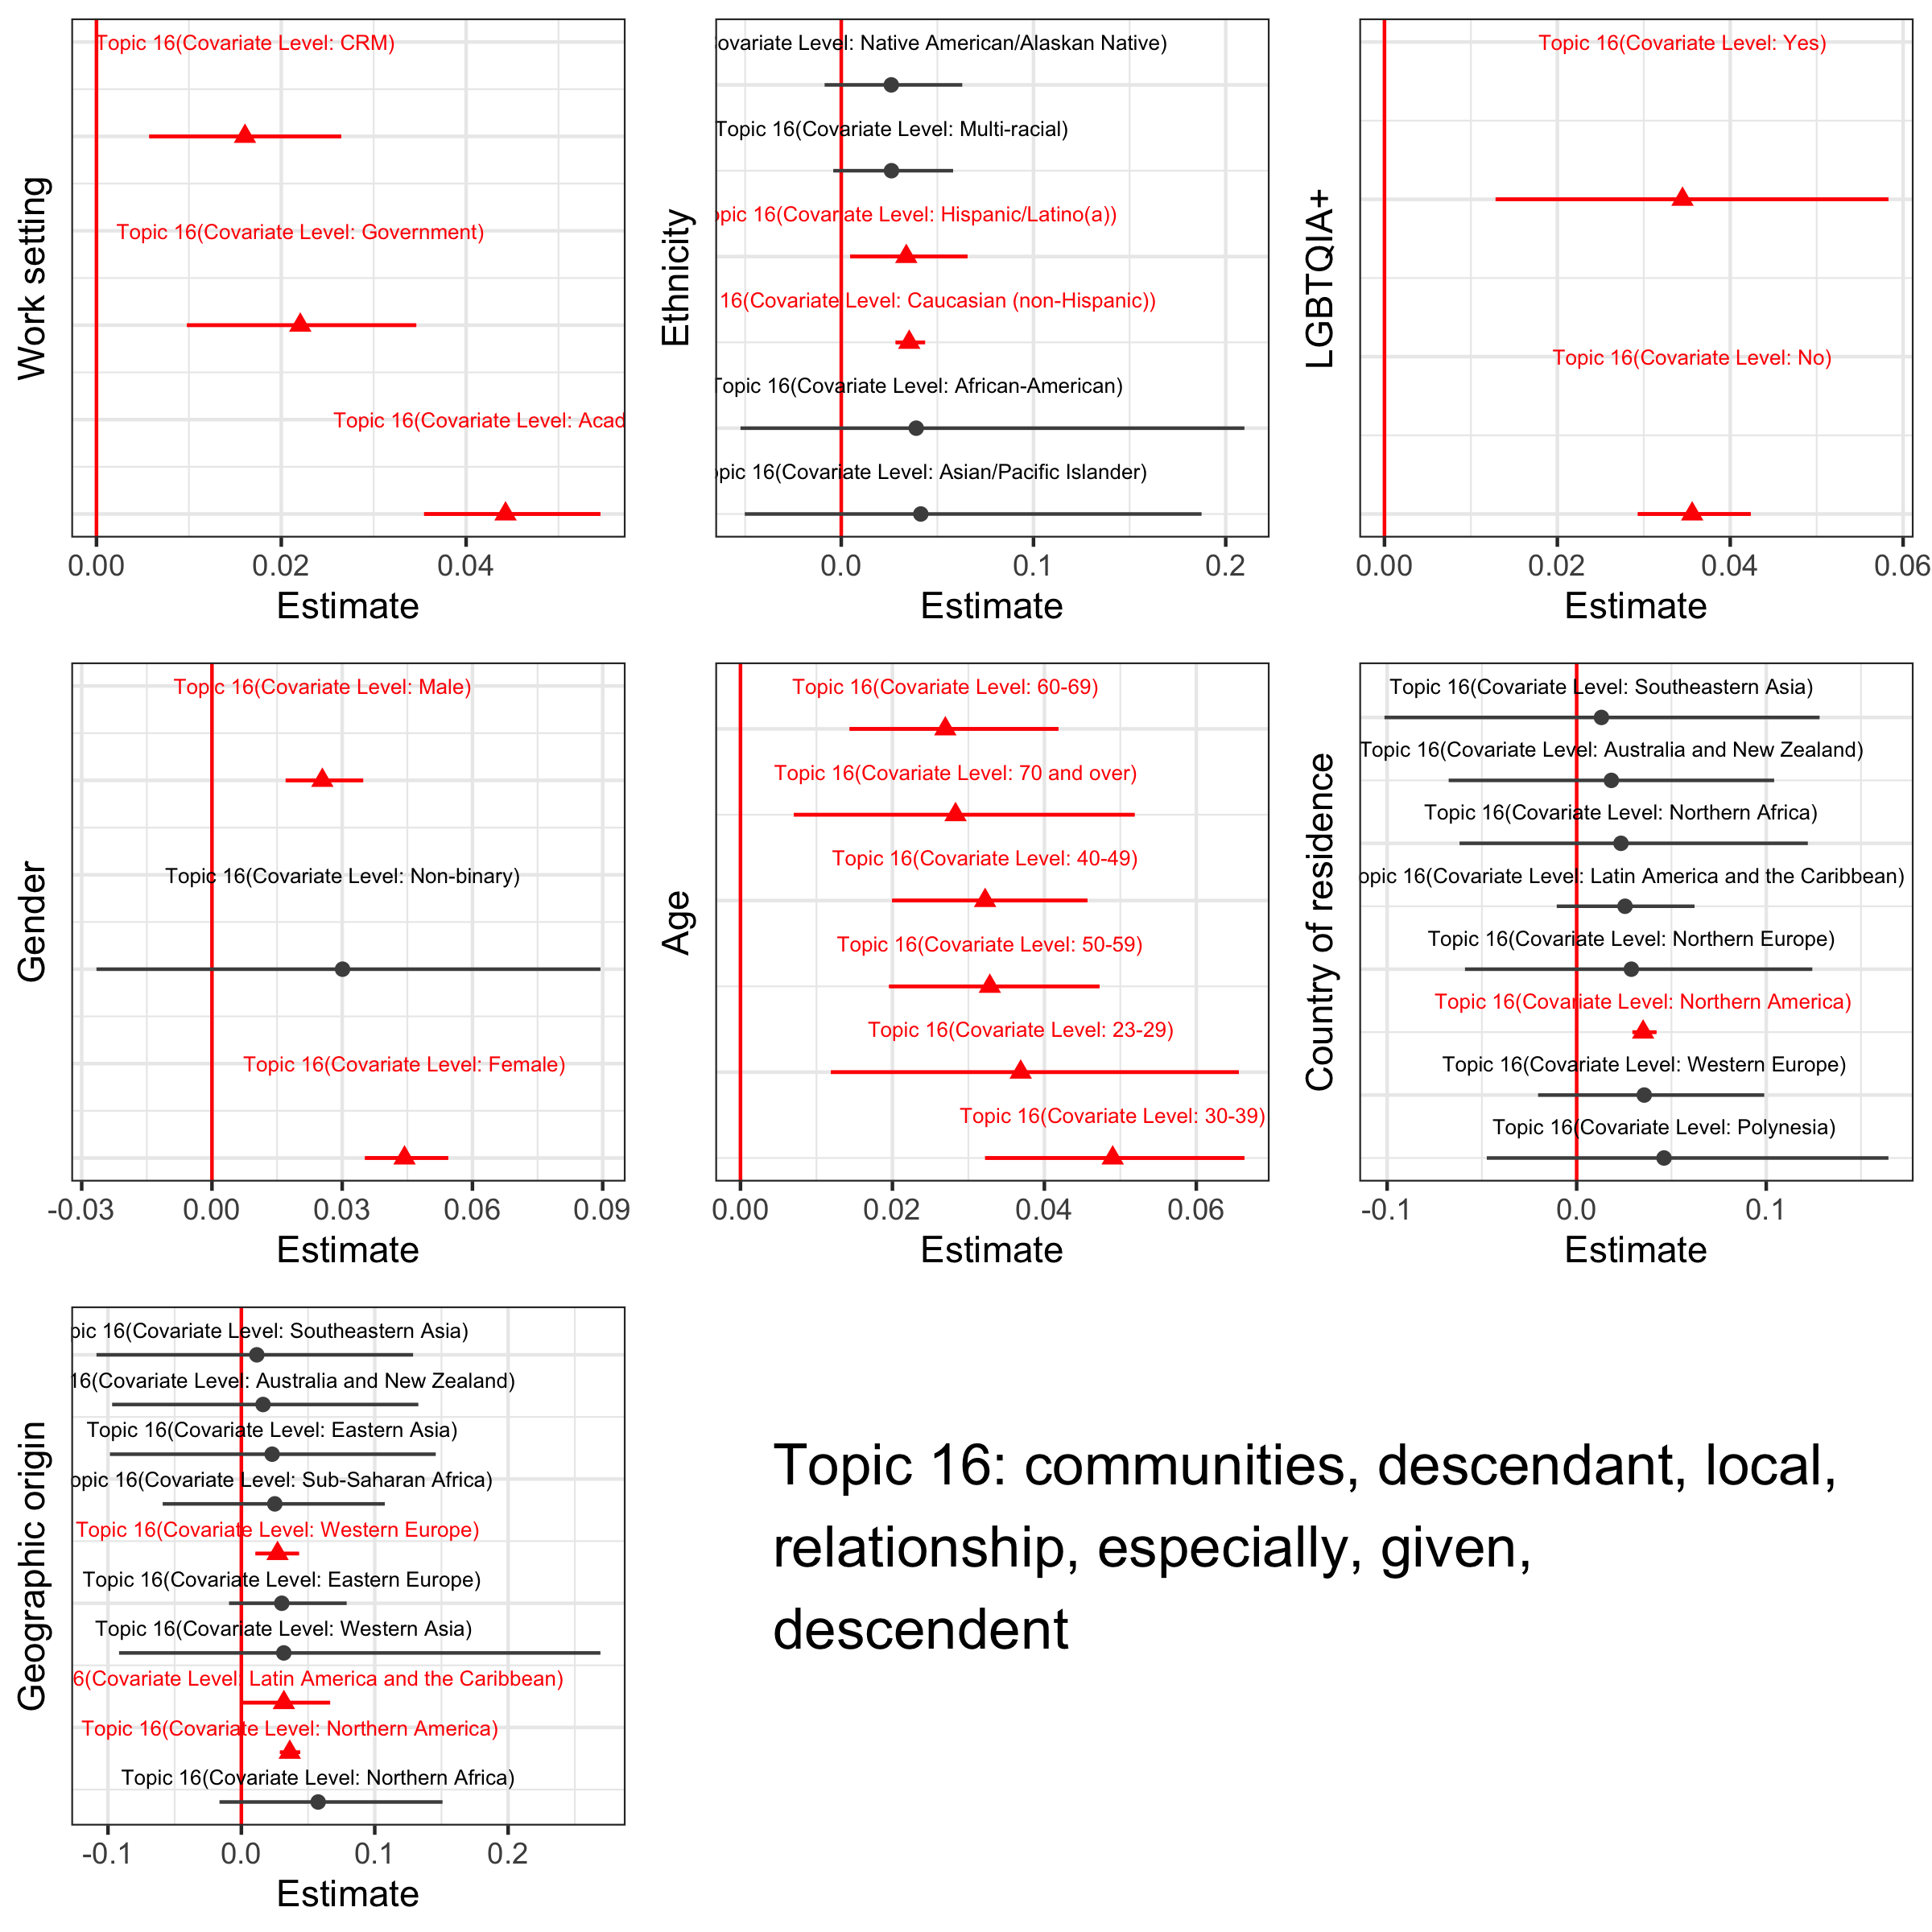 Topic 16(Covariate Level: CRM)
Topic 16(Covariate Level: Government)
Topic 16(Covariate Level: Acad
Work setting
0.00 0.02 0.04
Estimate
ovariate Level: Native American/Alaskan Native)
Topic 16(Covariate Level: Multi-racial)
opic 16(Covariate Level: Hispanic/Latino(a))
16(Covariate Level: Caucasian (non-Hispanic))
Topic 16(Covariate Level: African-American)
opic 16(Covariate Level: Asian/Pacific Islander)
Ethnicity
0.0 0.1 0.2
Estimate
Topic 16(Covariate Level: Yes)
Topic 16(Covariate Level: No)
LGBTQIA+
0.00 0.02 0.04 0.06
Estimate
Topic 16(Covariate Level: Male)
Topic 16(Covariate Level: Non-binary)
Topic 16(Covariate Level: Female)
Gender
-0.03 0.00 0.03 0.06 0.09
Estimate
Topic 16(Covariate Level: 60-69)
Topic 16(Covariate Level: 70 and over)
Topic 16(Covariate Level: 40-49)
Topic 16(Covariate Level: 50-59)
Topic 16(Covariate Level: 23-29)
Topic 16(Covariate Level: 30-39)
Age
0.00 0.02 0.04 0.06
Estimate
Topic 16(Covariate Level: Southeastern Asia)
Topic 16(Covariate Level: Australia and New Zealand)
Topic 16(Covariate Level: Northern Africa)
opic 16(Covariate Level: Latin America and the Caribbean)
Topic 16(Covariate Level: Northern Europe)
Topic 16(Covariate Level: Northern America)
Topic 16(Covariate Level: Western Europe)
Topic 16(Covariate Level: Polynesia)
Country of residence
-0.1 0.0 0.1
Estimate
pic 16(Covariate Level: Southeastern Asia)
16(Covariate Level: Australia and New Zealand)
Topic 16(Covariate Level: Eastern Asia)
opic 16(Covariate Level: Sub-Saharan Africa)
Topic 16(Covariate Level: Western Europe)
Topic 16(Covariate Level: Eastern Europe)
Topic 16(Covariate Level: Western Asia)
6(Covariate Level: Latin America and the Caribbean)
Topic 16(Covariate Level: Northern America)
Topic 16(Covariate Level: Northern Africa)
Geographic origin
-0.1 0.0 0.1 0.2
Estimate
Topic 16: communities, descendant, local,
relationship, especially, given,
descendent